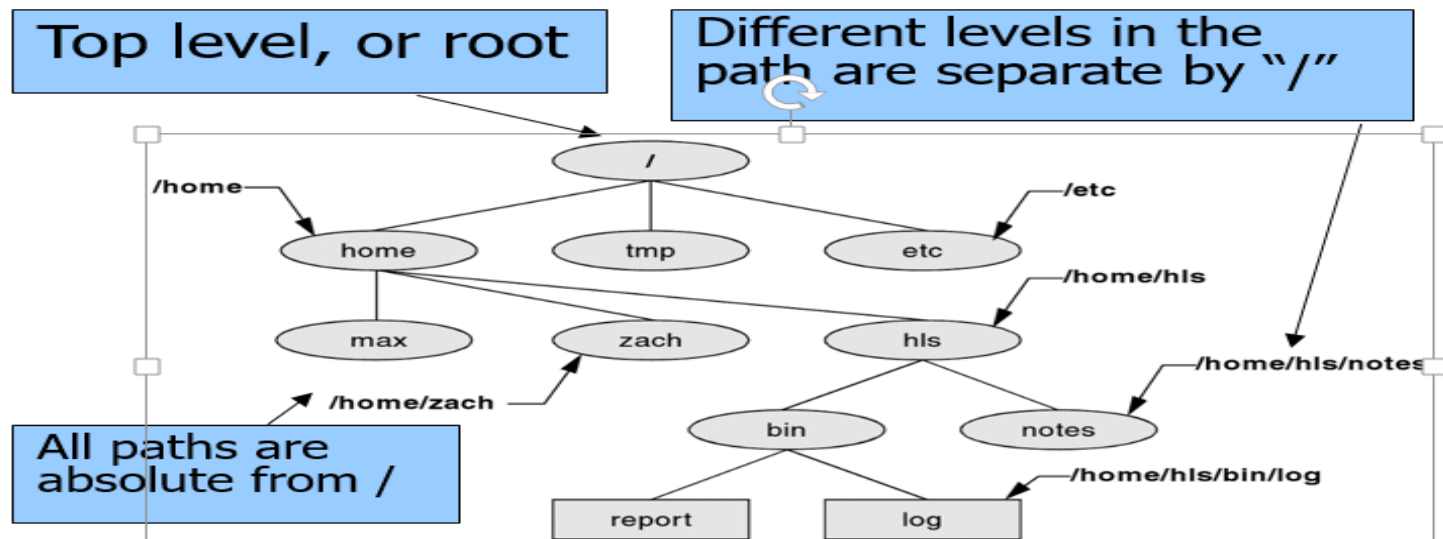 Top level, or root
Different levels in the
path are separate by “/”
/
/home
/etc
home
tmp
etc
/home/hls
max
zach
hls
/home/hls/notes
/home/zach
All paths are
absolute from /
bin
notes
/home/hls/bin/log
report
log